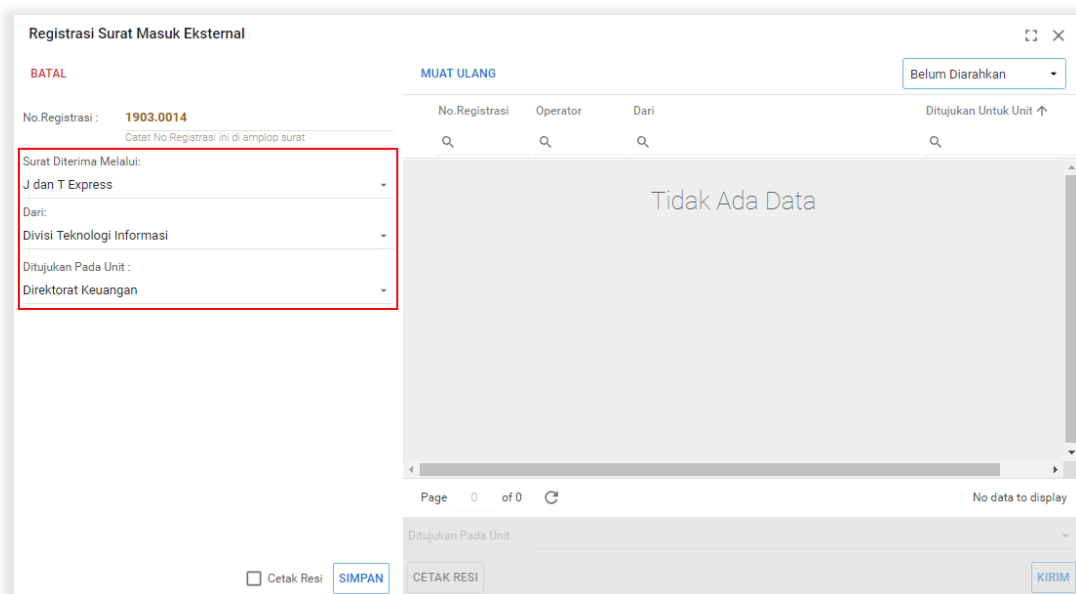 Registrasi Surat Masuk Eksternal
BATAL
No.Registrasi : 1903.0014
Catat No.Registrasi ini di amplop surat
Surat Diterima Melalui:
J dan T Express
Dari:
Divisi Teknologi Informasi
Ditujukan Pada Unit :
Direktorat Keuangan
Cetak Resi SIMPAN
MUAT ULANG Belum Diarahkan
No.Registrasi Operator Dari Ditujukan Untuk Unit
Tidak Ada Data
Page 0 of 0 No data to display
Ditujukan Pada Unit :
CETAK RESI KIRIM